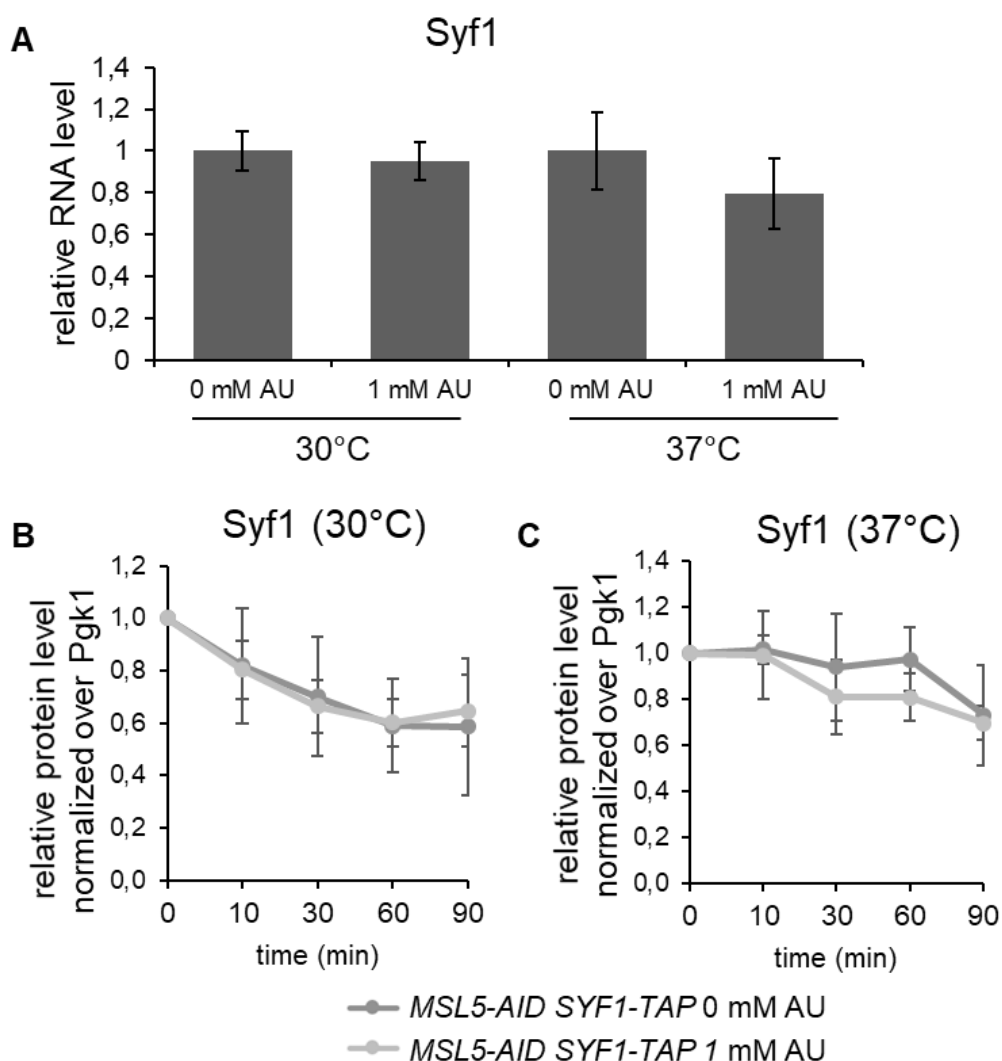 A
Syf1
relative RNA level
1,4
1,2
1
0,8
0,6
0,4
0,2
0
0 mM AU 1 mM AU 0 mM AU 1 mM AU
30°C 37°C
B
Syf1 (30°C)
relative protein level
normalized over Pgk1
1,2
1,0
0,8
0,6
0,4
0,2
0,0
0 10 30 60 90
time (min)
C
Syf1 (37°C)
relative protein level
normalized over Pgk1
1,4
1,2
1,0
0,8
0,6
0,4
0,2
0,0
0 10 30 60 90
time (min)
MSL5-AID SYF1-TAP 0 mM AU
MSL5-AID SYF1-TAP 1 mM AU